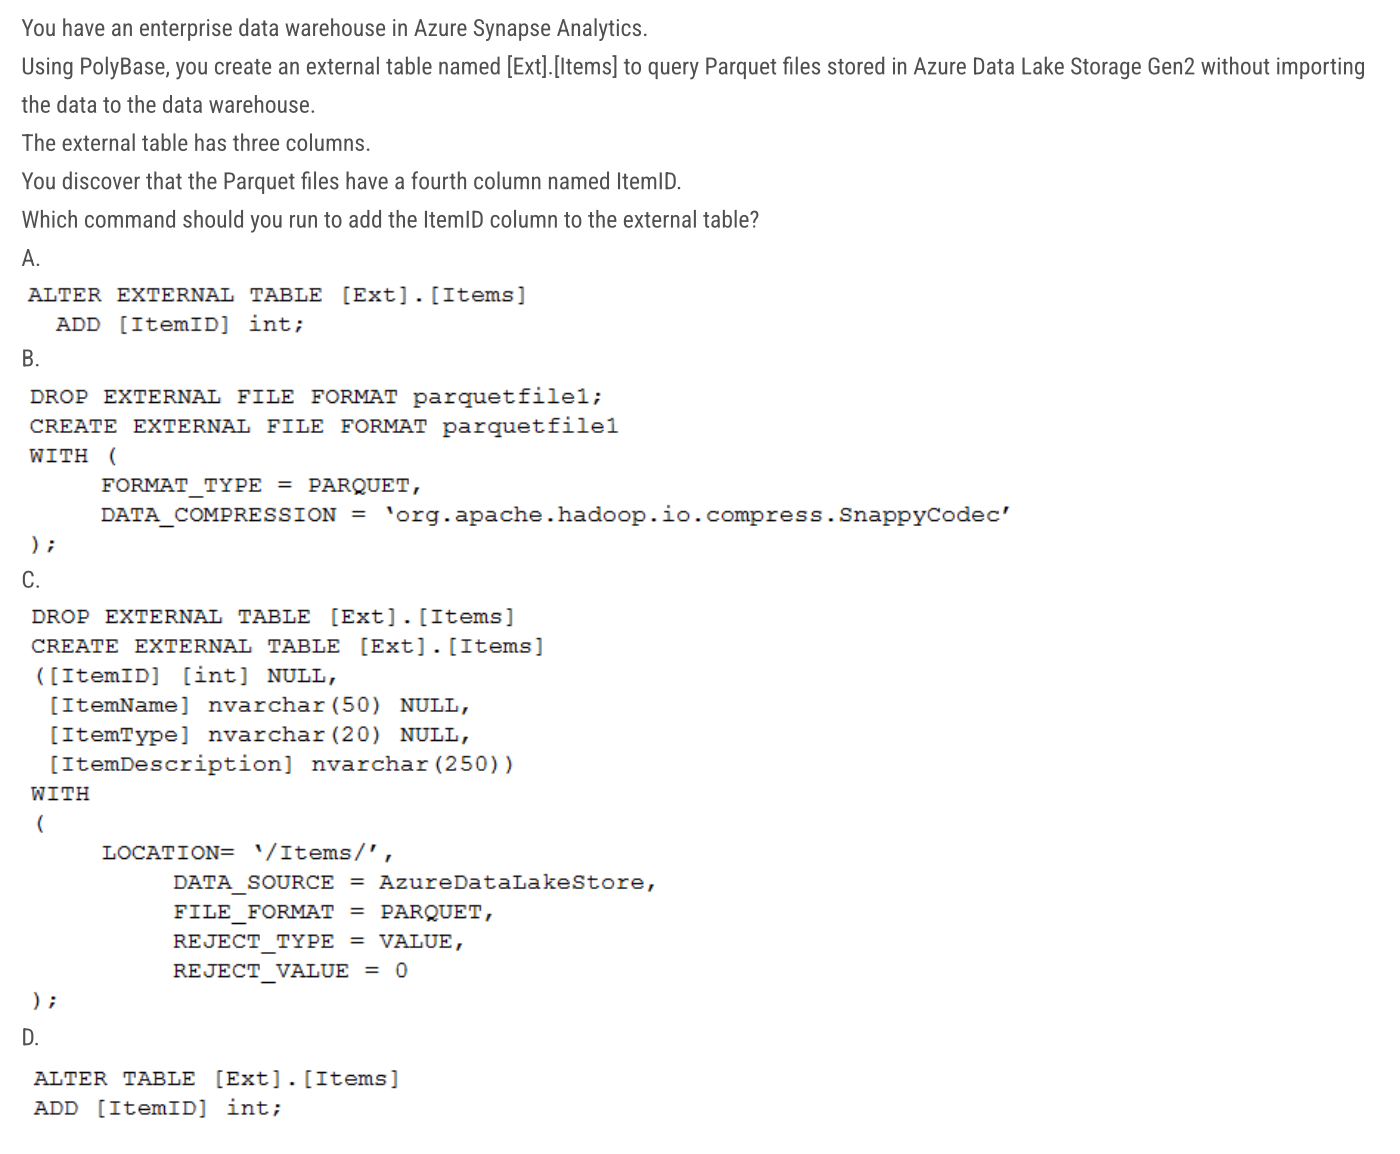 You have an enterprise data warehouse in Azure Synapse Analytics.
Using PolyBase, you create an external table named [Ext].[Items] to query Parquet files stored in Azure Data Lake Storage Gen2 without importing
the data to the data warehouse.
The external table has three columns.
You discover that the Parquet files have a fourth column named ItemID.
Which command should you run to add the ItemID column to the external table?
A.
ALTER EXTERNAL TABLE [Ext].[Items]
ADD [ItemID] int;
B.
DROP EXTERNAL FILE FORMAT parquetfile1;
CREATE EXTERNAL FILE FORMAT parquetfile1
WITH (
FORMAT_TYPE = PARQUET,
DATA_COMPRESSION = ‘org.apache.hadoop.io.compress.SnappyCodec’
);
C.
DROP EXTERNAL TABLE [Ext].[Items]
CREATE EXTERNAL TABLE [Ext].[Items]
([ItemID] [int] NULL,
[ItemName] nvarchar(50) NULL,
[ItemType] nvarchar(20) NULL,
[ItemDescription] nvarchar(250))
WITH
(
LOCATION= ‘/Items/’,
DATA_SOURCE = AzureDataLakeStore,
FILE_FORMAT = PARQUET,
REJECT_TYPE = VALUE,
REJECT_VALUE = 0
);
D.
ALTER TABLE [Ext].[Items]
ADD [ItemID] int;